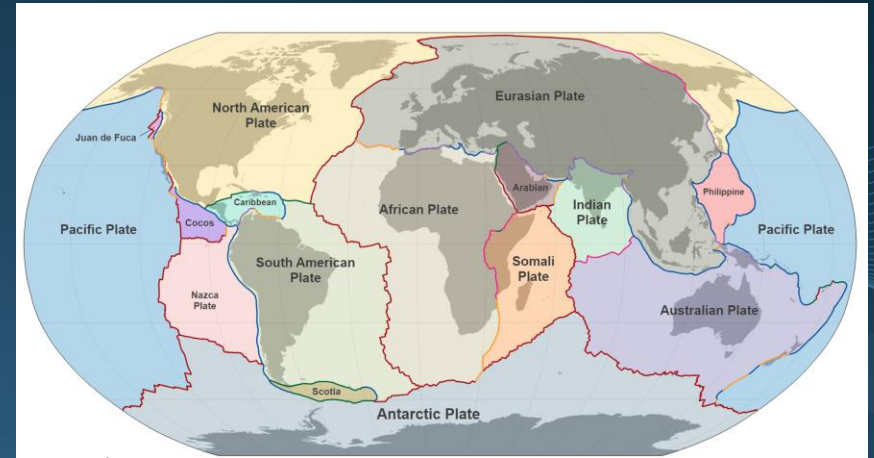 North American
Plate
Eurasian Plate
Juan de Fuca
Caribbean
Cocos
Pacific Plate
African Plate
Arabian
Indian
Plate
Philippine
Pacific Plate
South American
Plate
Somali
Plate
Nazca
Plate
Australian Plate
Scotia
Antarctic Plate